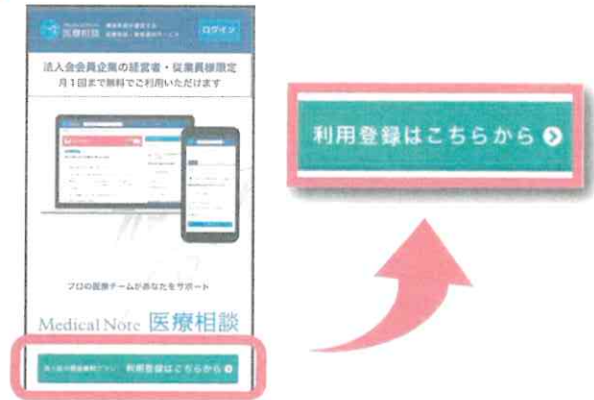 Medical Note
医療相談
ログイン
法人会会員企業の経営者・従業員様限定
月1回まで無料でご利用いただけます
プロの医療チームがあなたをサポート
Medical Note 医療相談
利用登録はこちらから
利用登録はこちらから